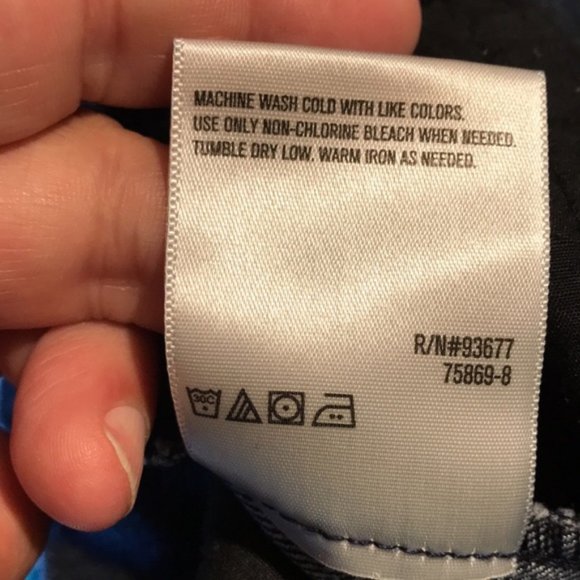 MACHINE WASH COLD WITH LIKE COLORS.
USE ONLY NON-CHLORINE BLEACH WHEN NEEDED.
TUMBLE DRY LOW. WARM IRON AS NEEDED.
R/N#93677
75869-8
30C